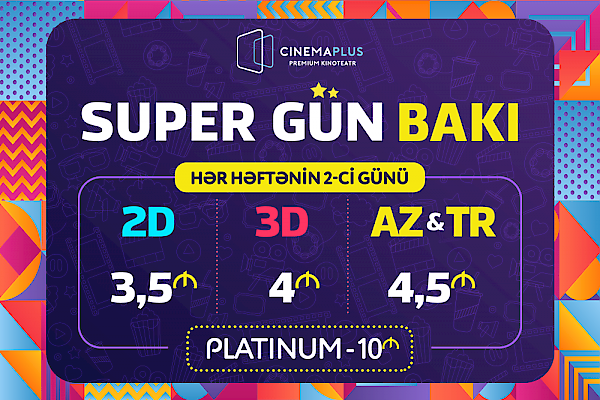 CINEMAPLUS
PREMIUM KINOTEATR
SUPER GÜN BAKI
HƏR HƏFTƏNİN 2-Cİ GÜNÜ
2D 3D AZ & TR
3,5₼ 4₼ 4,5₼
PLATINUM - 10₼